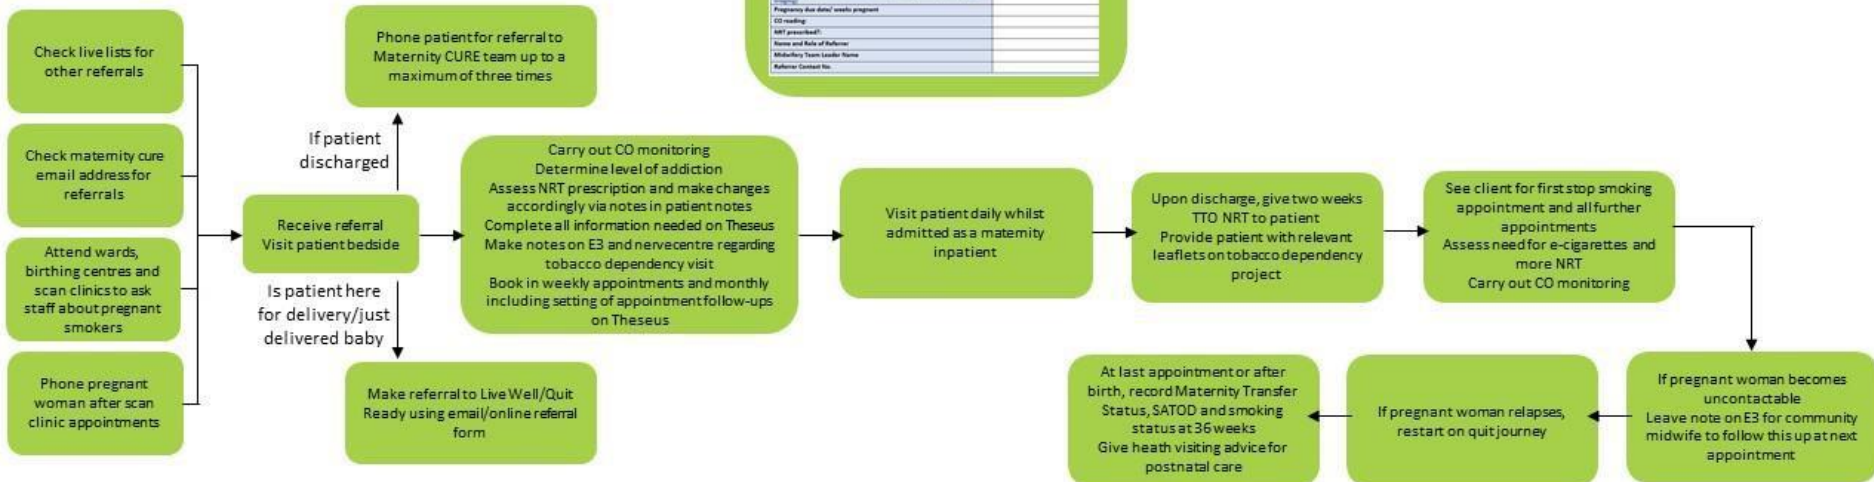 Check live lists for
other referrals
Check maternity cure
email address for
referrals
Attend wards,
birthing centres and
scan clinics to ask
staff about pregnant
smokers
Phone pregnant
woman after scan
clinic appointments
Receive referral
Visit patient bedside
If patient
discharged
Phone patient for referral to
Maternity CURE team up to a
maximum of three times
Is patient here
for delivery/just
delivered baby
Make referral to Live Well/Quit
Ready using email/online referral
form
Pregnancy due date/ weeks pregnant
CO reading:
NRT prescribed?:
Name and Role of Referrer
Midwifery Team Leader Name
Referrer Contact No.
Carry out CO monitoring
Determine level of addiction
Assess NRT prescription and make changes
accordingly via notes in patient notes
Complete all information needed on Theseus
Make notes on E3 and nervecentre regarding
tobacco dependency visit
Book in weekly appointments and monthly
including setting of appointment follow-ups
on Theseus
Visit patient daily whilst
admitted as a maternity
inpatient
Upon discharge, give two weeks
TTO NRT to patient
Provide patient with relevant
leaflets on tobacco dependency
project
See client for first stop smoking
appointment and all further
appointments
Assess need for e-cigarettes and
more NRT
Carry out CO monitoring
If pregnant woman becomes
uncontactable
Leave note on E3 for community
midwife to follow this up at next
appointment
If pregnant woman relapses,
restart on quit journey
At last appointment or after
birth, record Maternity Transfer
Status, SATOD and smoking
status at 36 weeks
Give heath visiting advice for
postnatal care